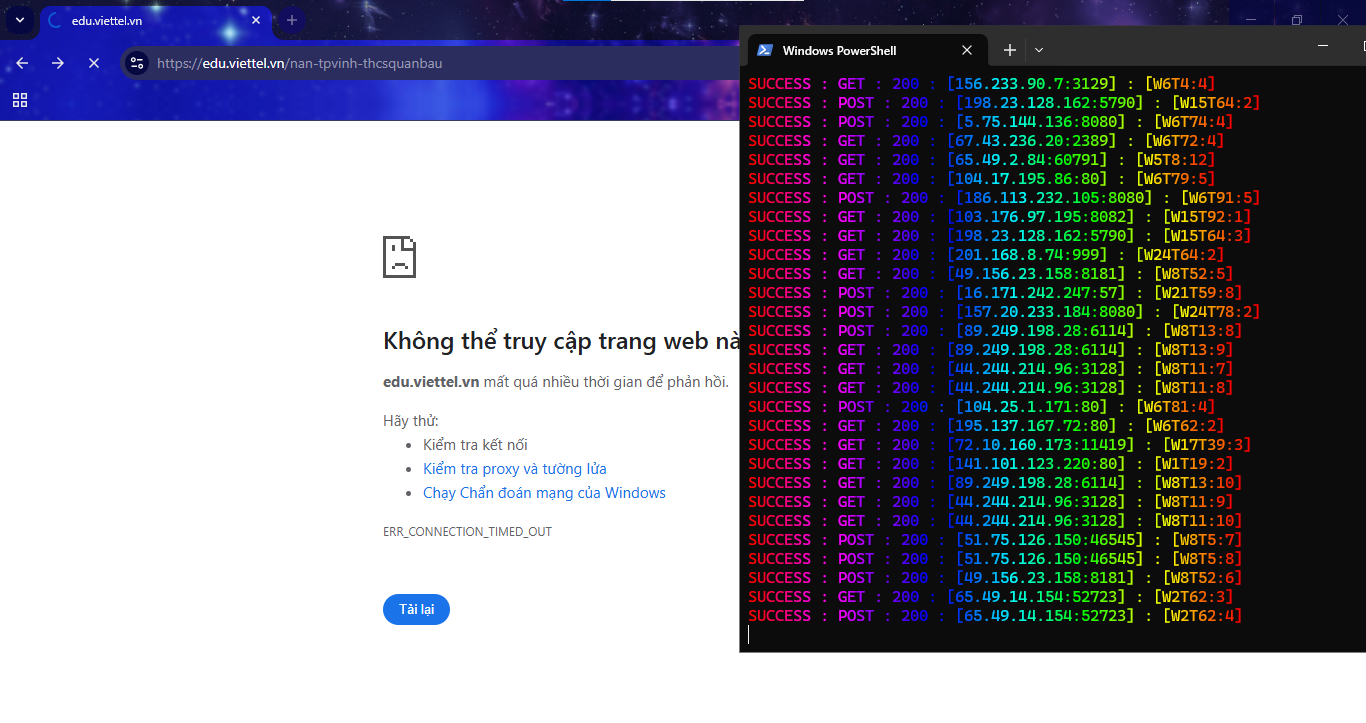 edu.viettel.vn
https://edu.viettel.vn/nan-tpvinh-thcsquanbau
Không thể truy cập trang web nà
edu.viettel.vn mất quá nhiều thời gian để phản hồi.
Hãy thử:
Kiểm tra kết nối
Kiểm tra proxy và tường lửa
Chạy Chẩn đoán mạng của Windows
ERR_CONNECTION_TIMED_OUT
Tải lại
Windows PowerShell
SUCCESS : GET : 200 : [156.233.90.7:3129] : [W6T4:4]
SUCCESS : POST : 200 : [198.23.128.162:5790] : [W15T64:2]
SUCCESS : POST : 200 : [5.75.144.136:8080] : [W6T74:4]
SUCCESS : GET : 200 : [67.43.236.20:2389] : [W6T72:4]
SUCCESS : GET : 200 : [65.49.2.84:60791] : [W5T8:12]
SUCCESS : GET : 200 : [104.17.195.86:80] : [W6T79:5]
SUCCESS : POST : 200 : [186.113.232.105:8080] : [W6T91:5]
SUCCESS : GET : 200 : [103.176.97.195:8082] : [W15T92:1]
SUCCESS : GET : 200 : [198.23.128.162:5790] : [W15T64:3]
SUCCESS : GET : 200 : [201.168.8.74:999] : [W24T64:2]
SUCCESS : GET : 200 : [49.156.23.158:8181] : [W8T52:5]
SUCCESS : POST : 200 : [16.171.242.247:57] : [W21T59:8]
SUCCESS : POST : 200 : [157.20.233.184:8080] : [W24T78:2]
SUCCESS : POST : 200 : [89.249.198.28:6114] : [W8T13:8]
SUCCESS : GET : 200 : [89.249.198.28:6114] : [W8T13:9]
SUCCESS : GET : 200 : [44.244.214.96:3128] : [W8T11:7]
SUCCESS : GET : 200 : [44.244.214.96:3128] : [W8T11:8]
SUCCESS : POST : 200 : [104.25.1.171:80] : [W6T81:4]
SUCCESS : GET : 200 : [195.137.167.72:80] : [W6T62:2]
SUCCESS : GET : 200 : [72.10.160.173:11419] : [W17T39:3]
SUCCESS : GET : 200 : [141.101.123.220:80] : [W1T19:2]
SUCCESS : GET : 200 : [89.249.198.28:6114] : [W8T13:10]
SUCCESS : GET : 200 : [44.244.214.96:3128] : [W8T11:9]
SUCCESS : GET : 200 : [44.244.214.96:3128] : [W8T11:10]
SUCCESS : POST : 200 : [51.75.126.150:46545] : [W8T5:7]
SUCCESS : POST : 200 : [51.75.126.150:46545] : [W8T5:8]
SUCCESS : POST : 200 : [49.156.23.158:8181] : [W8T52:6]
SUCCESS : GET : 200 : [65.49.14.154:52723] : [W2T62:3]
SUCCESS : POST : 200 : [65.49.14.154:52723] : [W2T62:4]